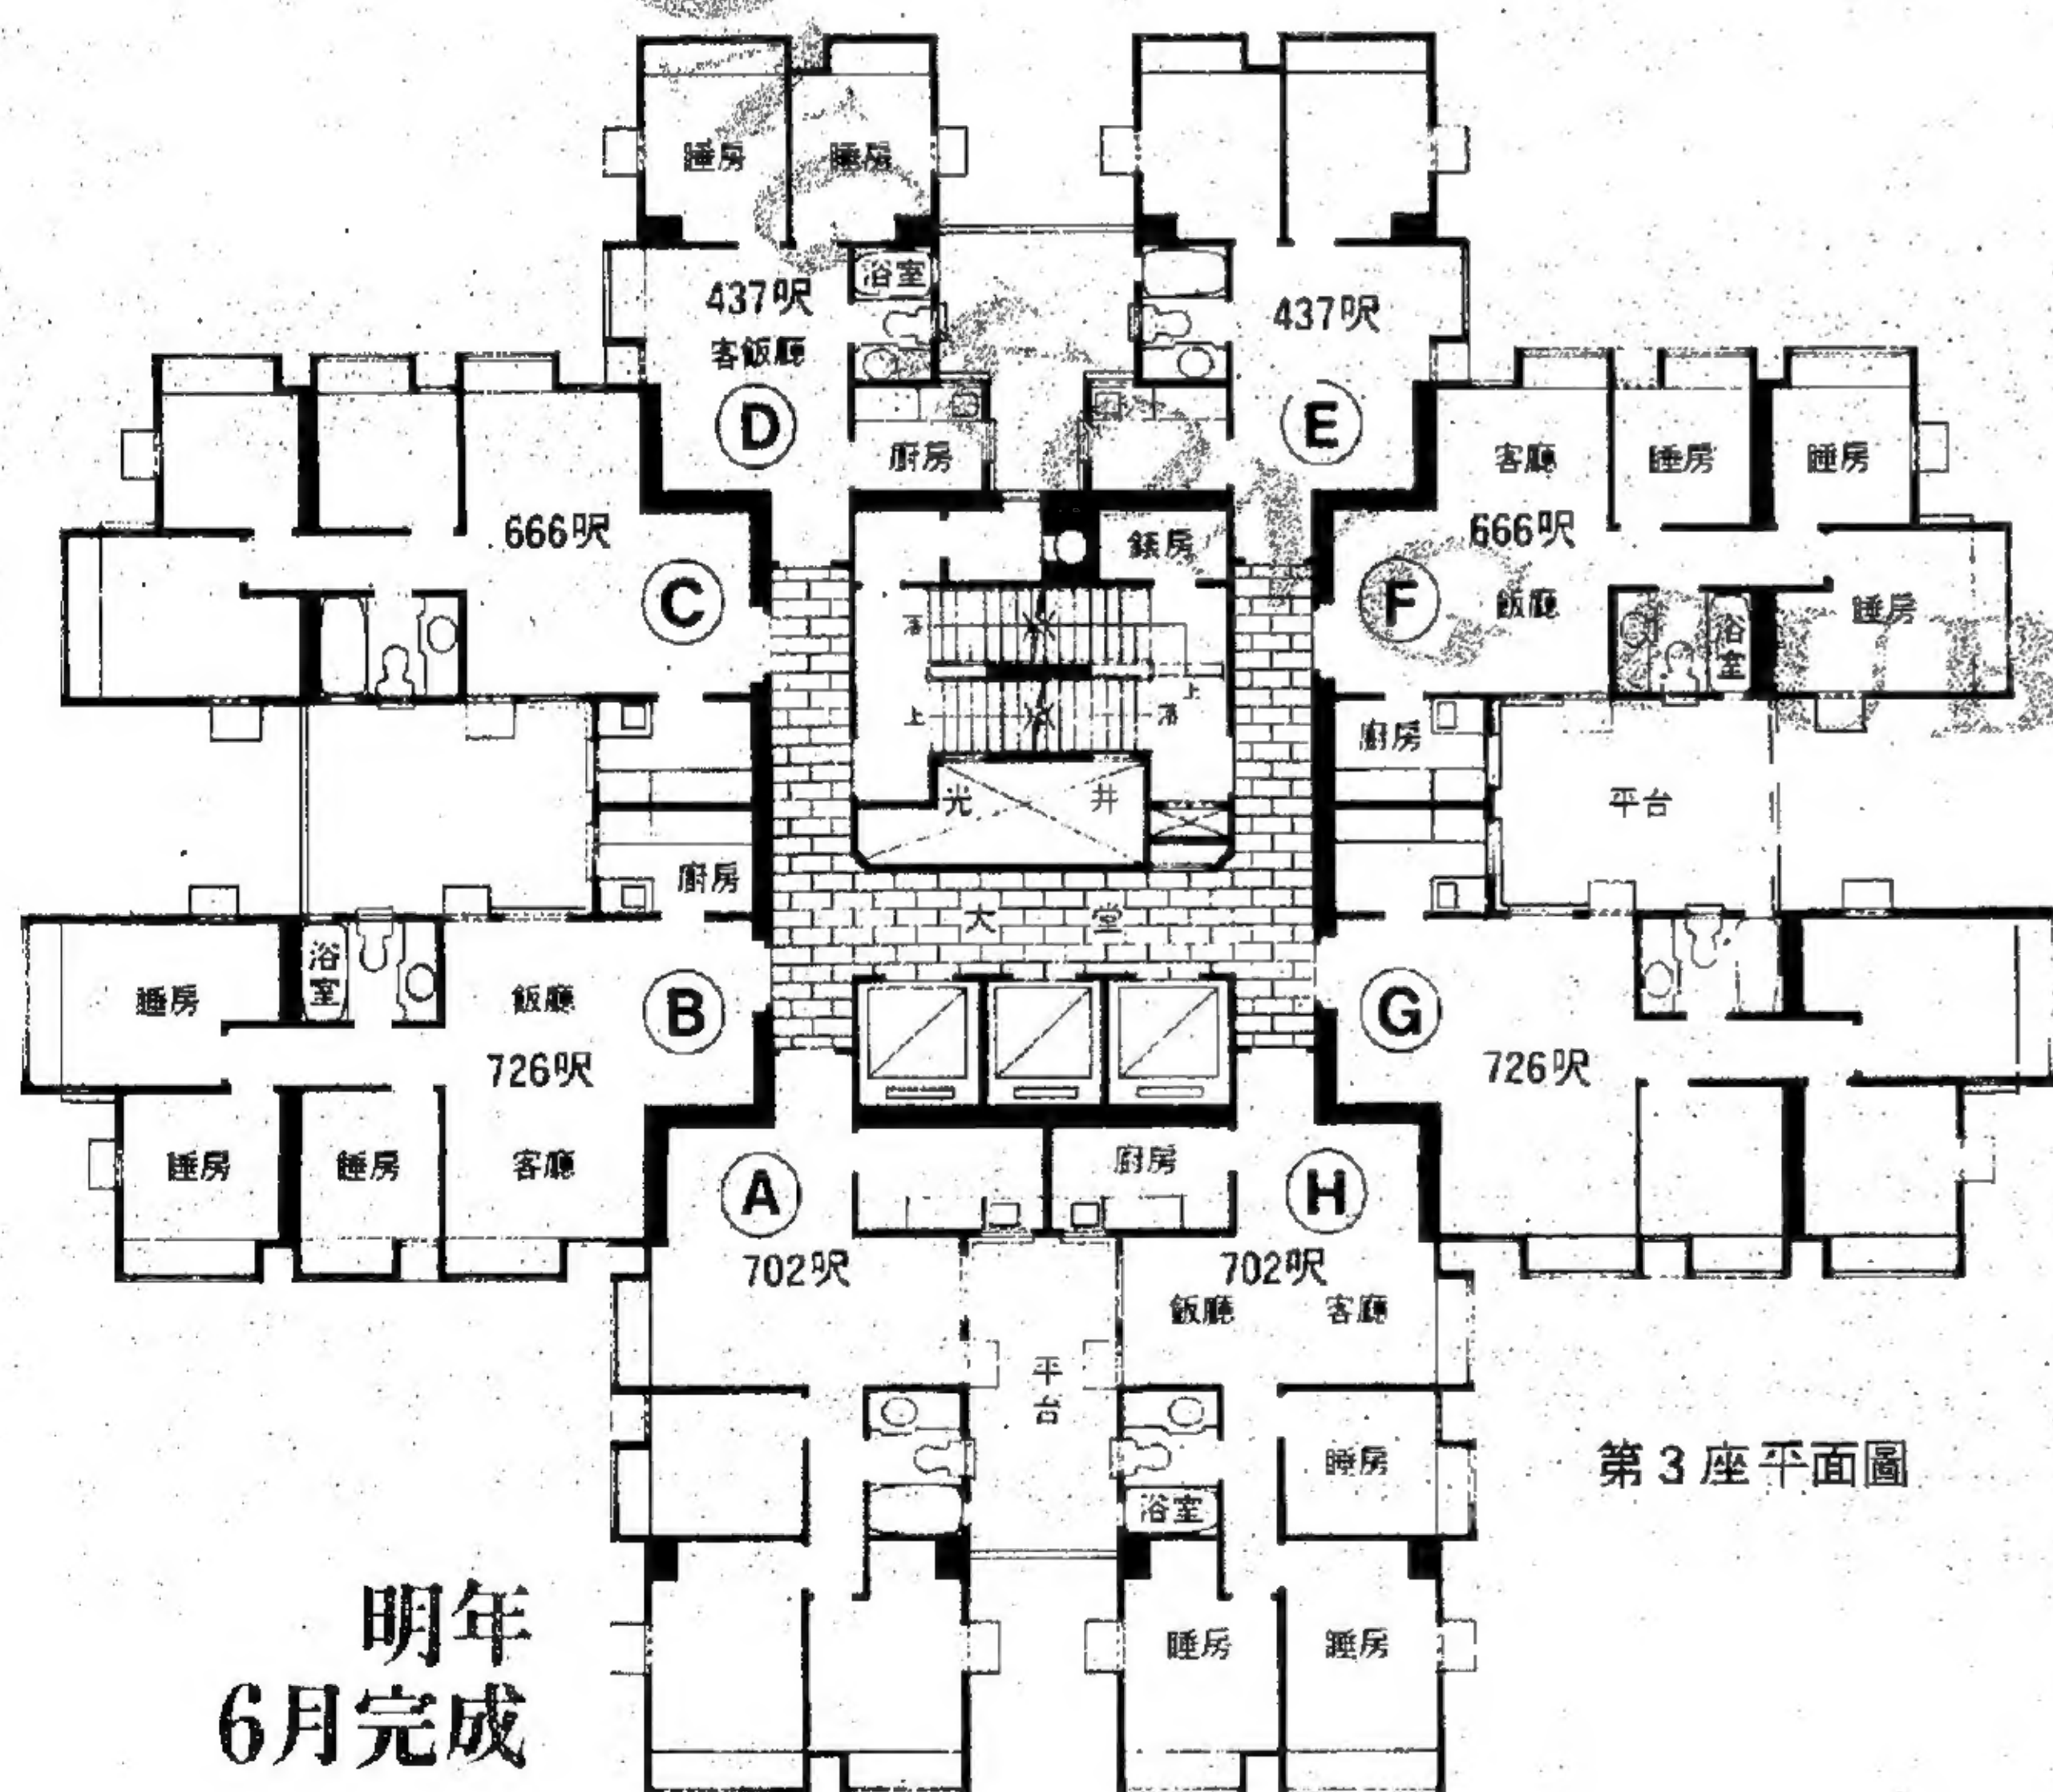 睡房 睡房
浴室
437呎
客飯廳
D
廚房
437呎
E
666呎
C
客廳 睡房 睡房
666呎
F
飯廳
浴室
睡房
廚房
平台
錶房
落
上
上
落
光井
大堂
廚房
睡房
浴室
飯廳
B
726呎
睡房 睡房 客廳
G
726呎
A
702呎
廚房
H
702呎
飯廳 客廳
平台
睡房
浴室
睡房 睡房
第3座平面圖
明年
6月完成